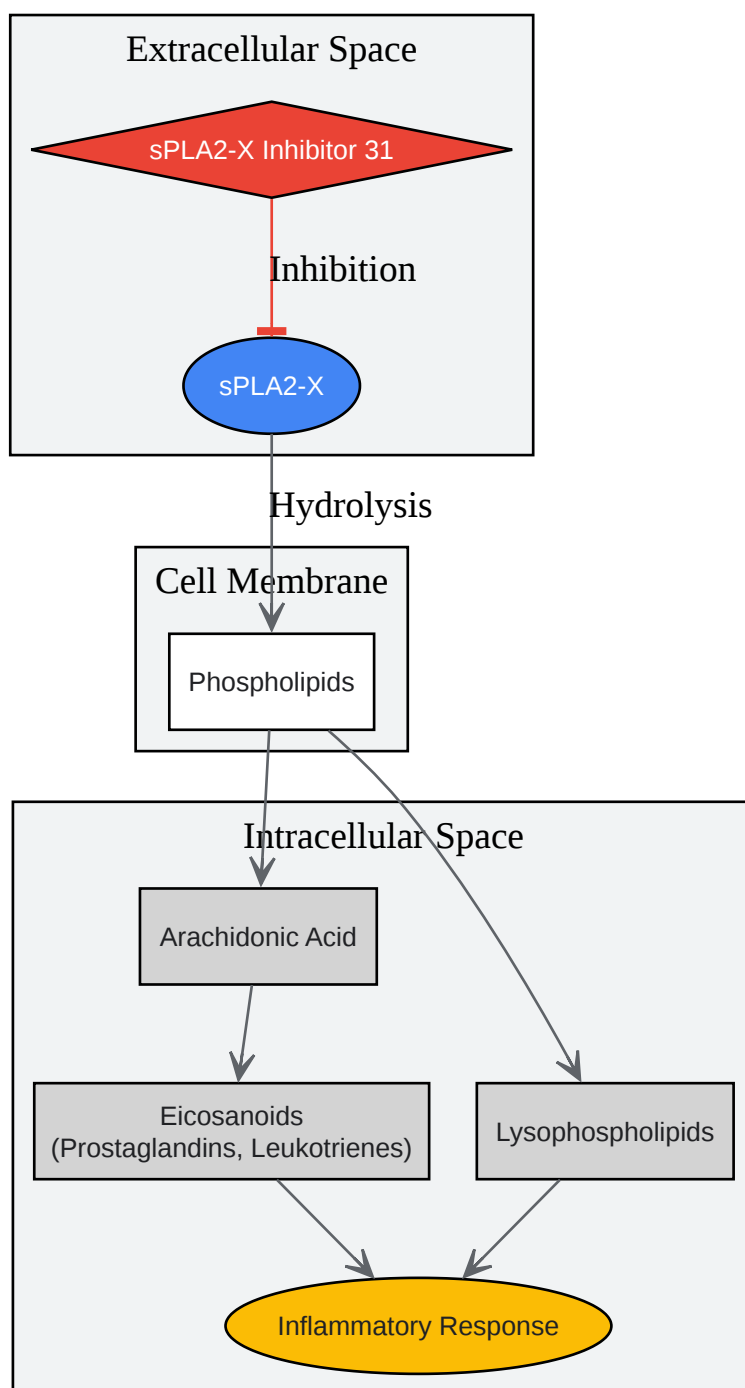 Extracellular Space
sPLA2-X Inhibitor 31
Inhibition
sPLA2-X
Hydrolysis
Cell Membrane
Phospholipids
Intracellular Space
Arachidonic Acid
Eicosanoids
(Prostaglandins, Leukotrienes)
Lysophospholipids
Inflammatory Response